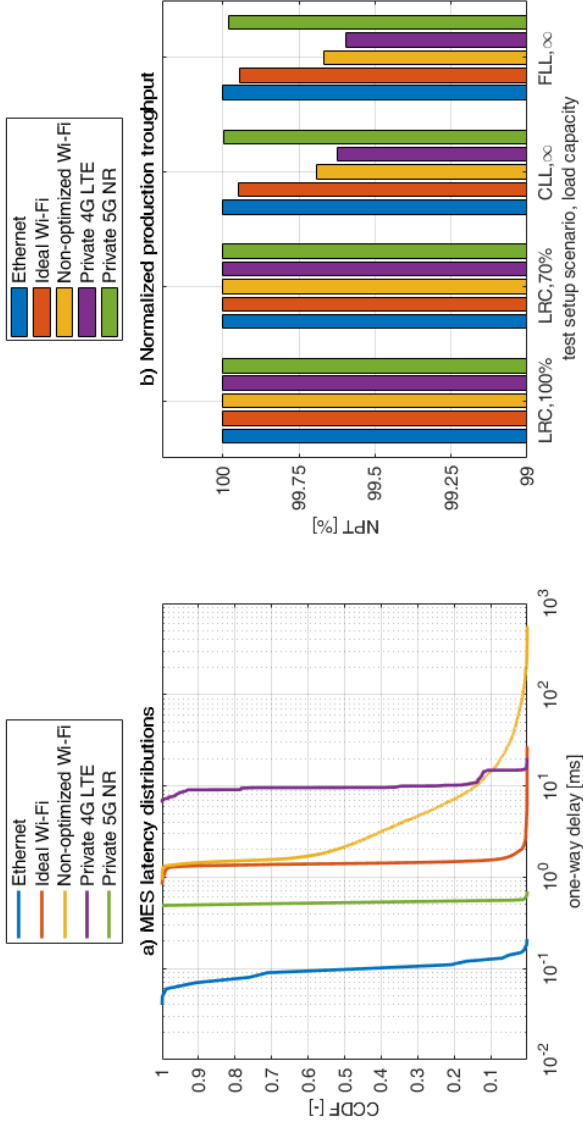 Ethernet
Ideal Wi-Fi
Non-optimized Wi-Fi
Private 4G LTE
Private 5G NR
a) MES latency distributions
CCDF [-]
1
0.9
0.8
0.7
0.6
0.5
0.4
0.3
0.2
0.1
10^-2
10^-1
10^0
10^1
10^2
10^3
one-way delay [ms]
Ethernet
Ideal Wi-Fi
Non-optimized Wi-Fi
Private 4G LTE
Private 5G NR
b) Normalized production troughput
NPT [%]
100
99.75
99.5
99.25
99
LRC,100%
LRC,70%
CLL,∞
FLL,∞
test setup scenario, load capacity